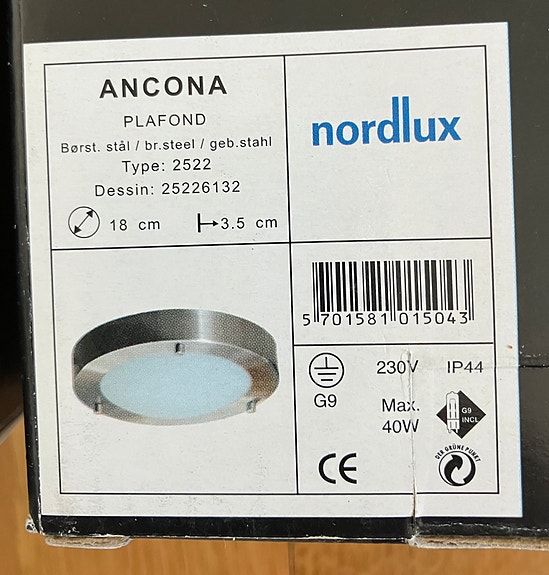 ANCONA
PLAFOND
Børst. stål / br.steel / geb.stahl
Type: 2522
Dessin: 25226132
18 cm 3.5 cm
nordlux
5 701581 015043
230V IP44
G9
Max.
40W
G9
INCL
CE
DER GRÜNE PUNKT